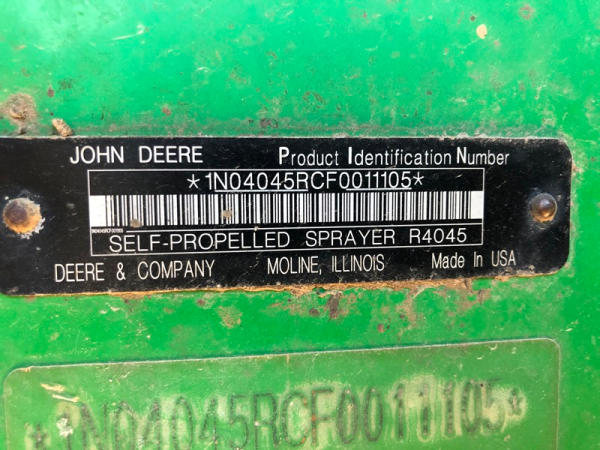 JOHN DEERE Product Identification Number
*1N04045RCF0011105*
SELF-PROPELLED SPRAYER R4045
DEERE & COMPANY MOLINE, ILLINOIS Made In USA
*1N04045RCF0011105*